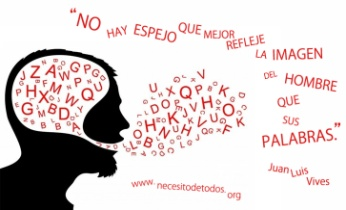 "NO HAY ESPEJO QUE MEJOR
REFLEJE
LA IMAGEN
DEL HOMBRE
QUE
SUS
PALABRAS."
Juan Luis
Vives
www.necesitodetodos.org